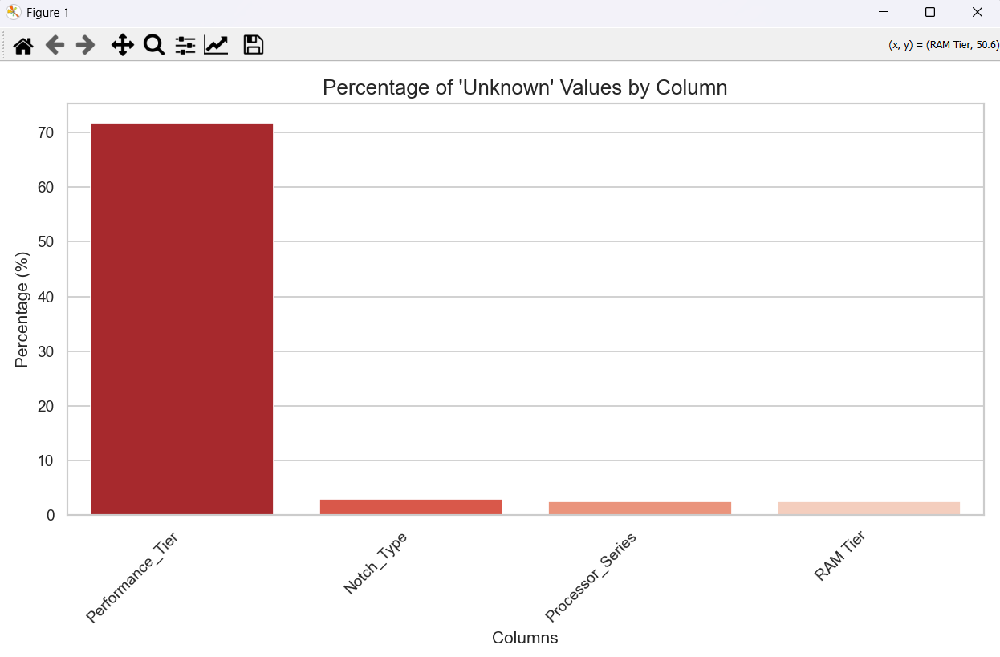 Figure 1
(x, y) = (RAM Tier, 50.6)
Percentage of 'Unknown' Values by Column
70
60
50
40
30
20
10
0
Percentage (%)
Performance_Tier
Notch_Type
Processor_Series
RAM Tier
Columns